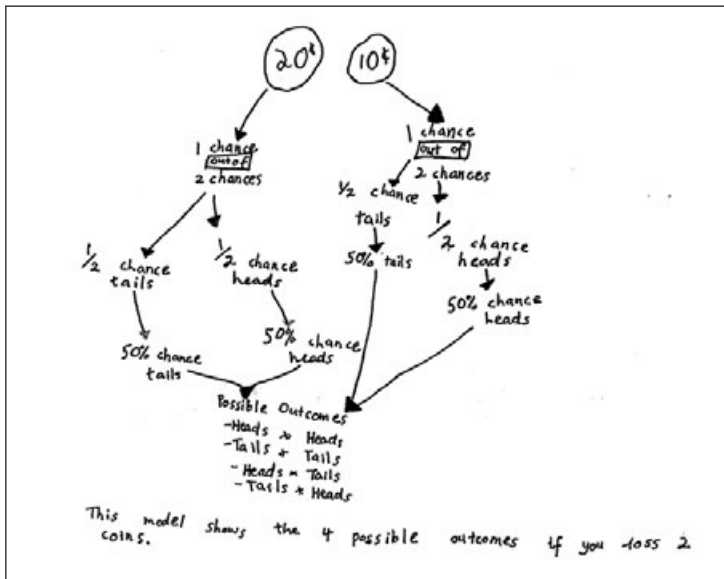 20¢
10¢
1 chance
out of
2 chances
1 chance
out of
2 chances
1/2 chance
tails
1/2 chance
heads
1/2 chance
tails
1/2 chance
heads
50% chance
tails
50% chance
heads
50% tails
50% chance
heads
Possible Outcomes
-Heads + Heads
-Tails + Tails
-Heads + Tails
-Tails + Heads
This model shows the 4 possible outcomes if you toss 2
coins.